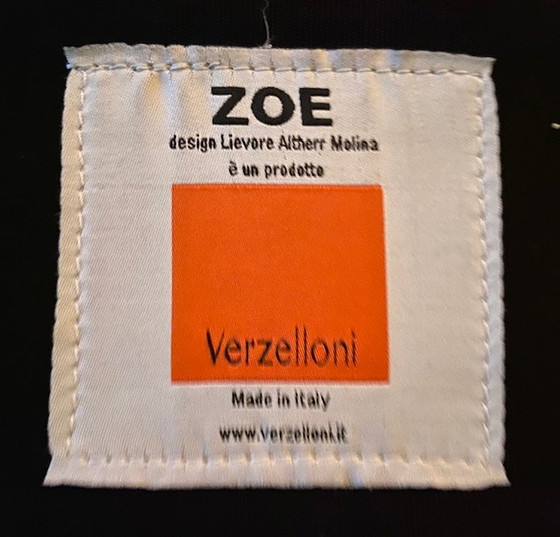 ZOE
design Lievore Altherr Molina
è un prodotto
Verzelloni
Made in Italy
www.verzelloni.it